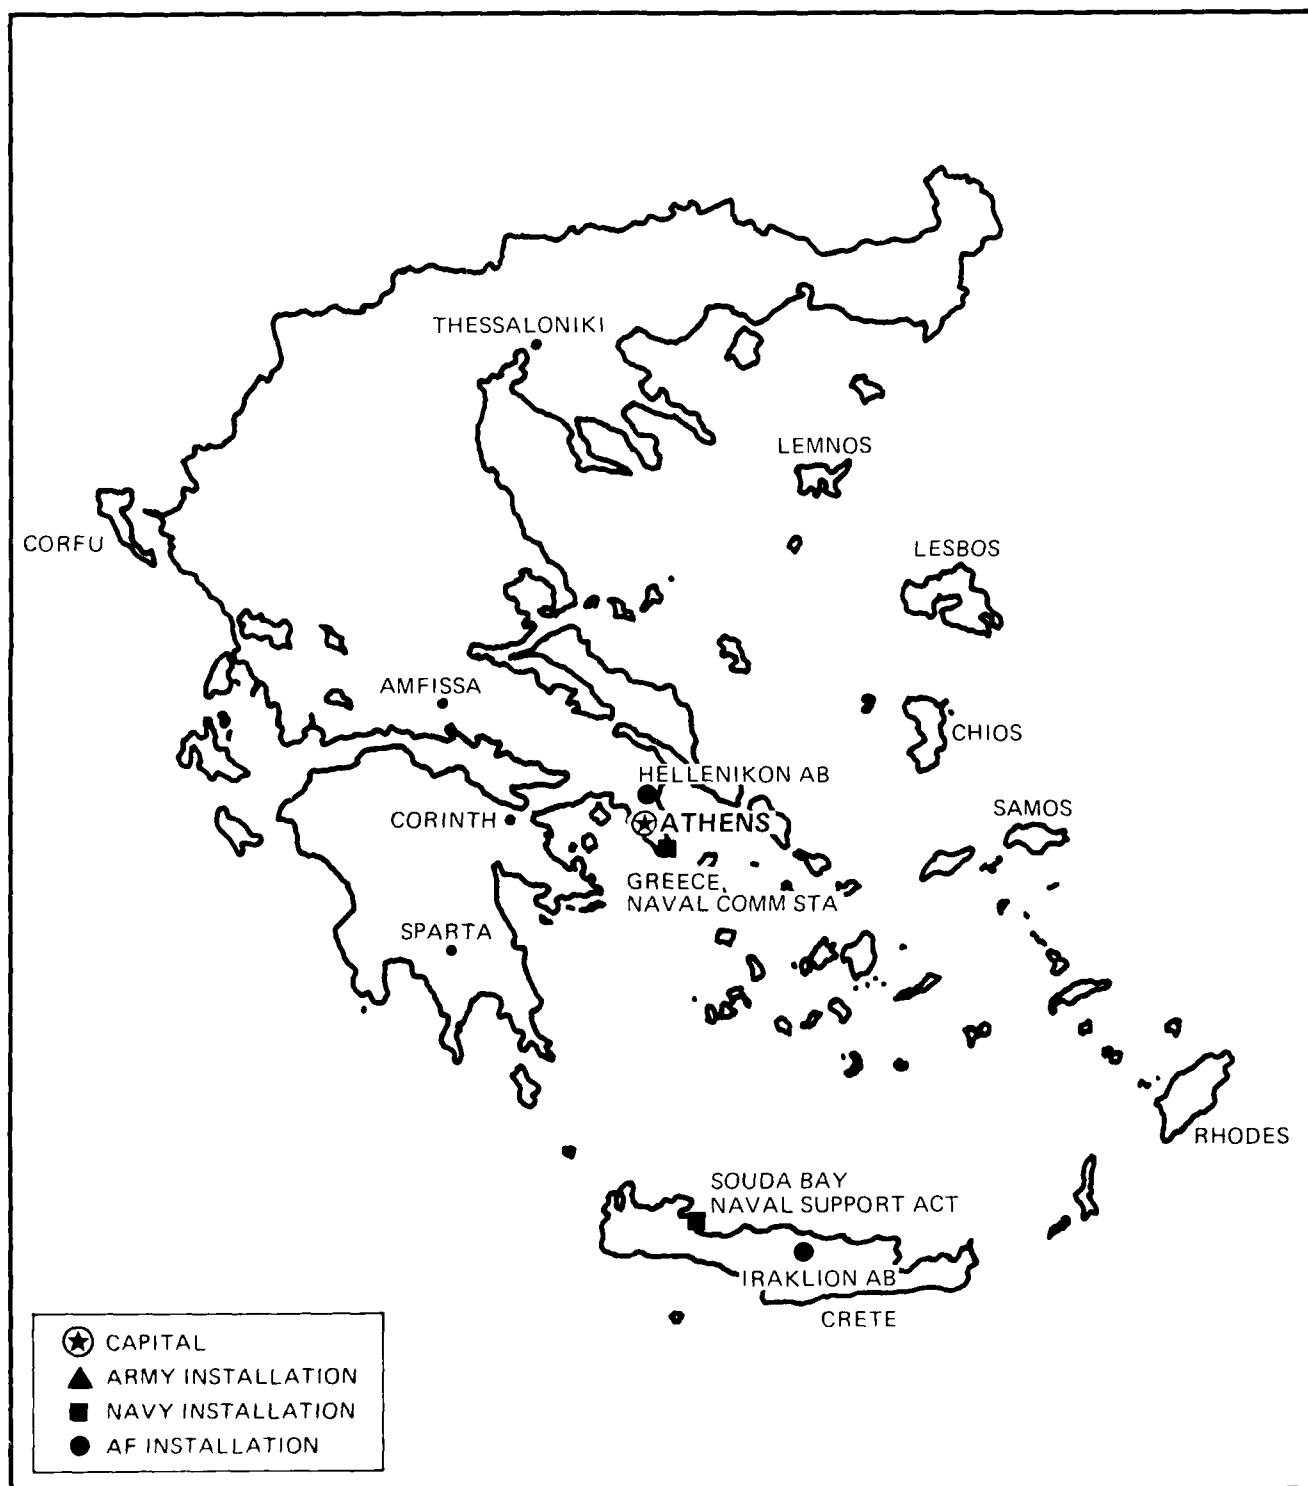 THESSALONIKI
LEMNOS
CORFU
LESBOS
AMFISSA
CHIOS
HELLENIKON AB
CORINTH
ATHENS
SAMOS
GREECE,
NAVAL COMM STA
SPARTA
RHODES
SOUDA BAY
NAVAL SUPPORT ACT
IRAKLION AB
CRETE
CAPITAL
ARMY INSTALLATION
NAVY INSTALLATION
AF INSTALLATION